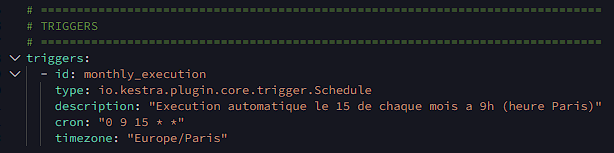 # ======================================================================
# TRIGGERS
# ======================================================================
triggers:
- id: monthly_execution
type: io.kestra.plugin.core.trigger.Schedule
description: "Execution automatique le 15 de chaque mois a 9h (heure Paris)"
cron: "0 9 15 * *"
timezone: "Europe/Paris"